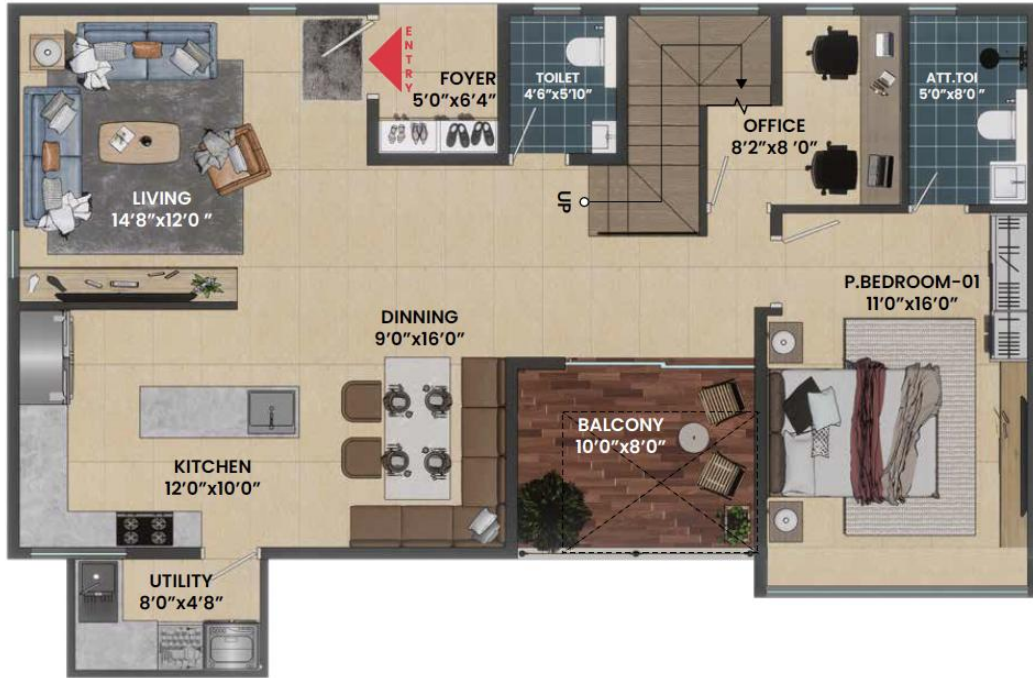 ENTRY
FOYER
5'0”x6'4”
TOILET
4'6”x5'10”
OFFICE
8'2”x8 '0”
ATT.TOI
5'0”x8'0 ”
LIVING
14'8”x12'0 ”
UP
P.BEDROOM-01
11'0”x16'0”
DINNING
9'0”x16'0”
BALCONY
10'0”x8'0”
KITCHEN
12'0”x10'0”
UTILITY
8'0”x4'8”